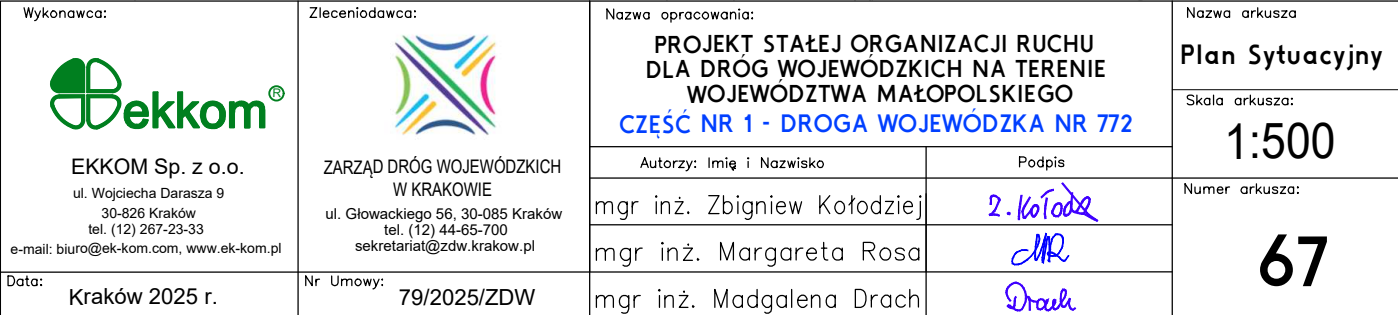 Wykonawca:
ekkom®
EKKOM Sp. z o.o.
ul. Wojciecha Darasza 9
30-826 Kraków
tel. (12) 267-23-33
e-mail: biuro@ek-kom.com, www.ek-kom.pl
Data:
Kraków 2025 r.
Zleceniodawca:
ZARZĄD DRÓG WOJEWÓDZKICH
W KRAKOWIE
ul. Głowackiego 56, 30-085 Kraków
tel. (12) 44-65-700
sekretariat@zdw.krakow.pl
Nr Umowy:
79/2025/ZDW
Nazwa opracowania:
PROJEKT STAŁEJ ORGANIZACJI RUCHU
DLA DRÓG WOJEWÓDZKICH NA TERENIE
WOJEWÓDZTWA MAŁOPOLSKIEGO
CZĘŚĆ NR 1 - DROGA WOJEWÓDZKA NR 772
Autorzy: Imię i Nazwisko
Podpis
mgr inż. Zbigniew Kołodziej
Z. Kołodz
mgr inż. Margareta Rosa
MR
mgr inż. Madgalena Drach
Drach
Nazwa arkusza
Plan Sytuacyjny
Skala arkusza:
1:500
Numer arkusza:
67